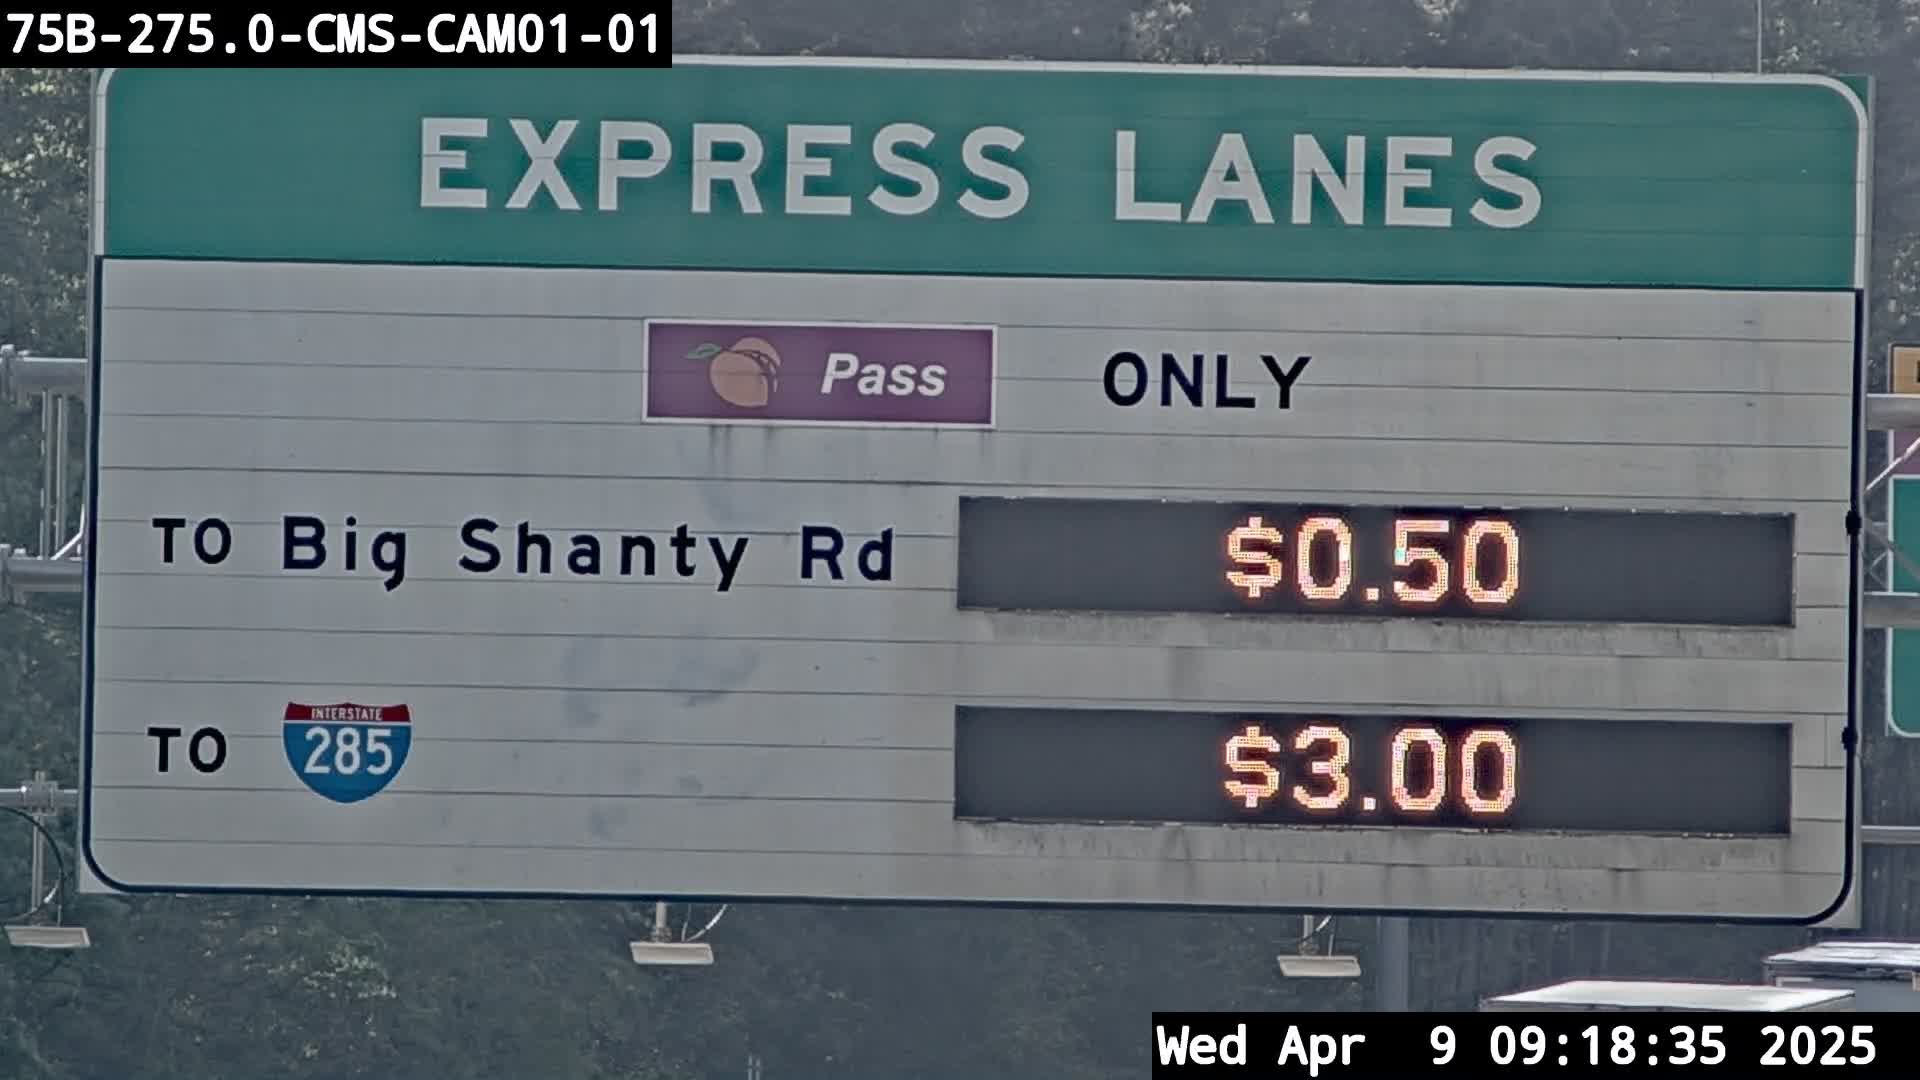 75B-275.0-CMS-CAM01-01
EXPRESS LANES
Pass ONLY
TO Big Shanty Rd $0.50
INTERSTATE
TO 285 $3.00
Wed Apr 9 09:18:35 2025